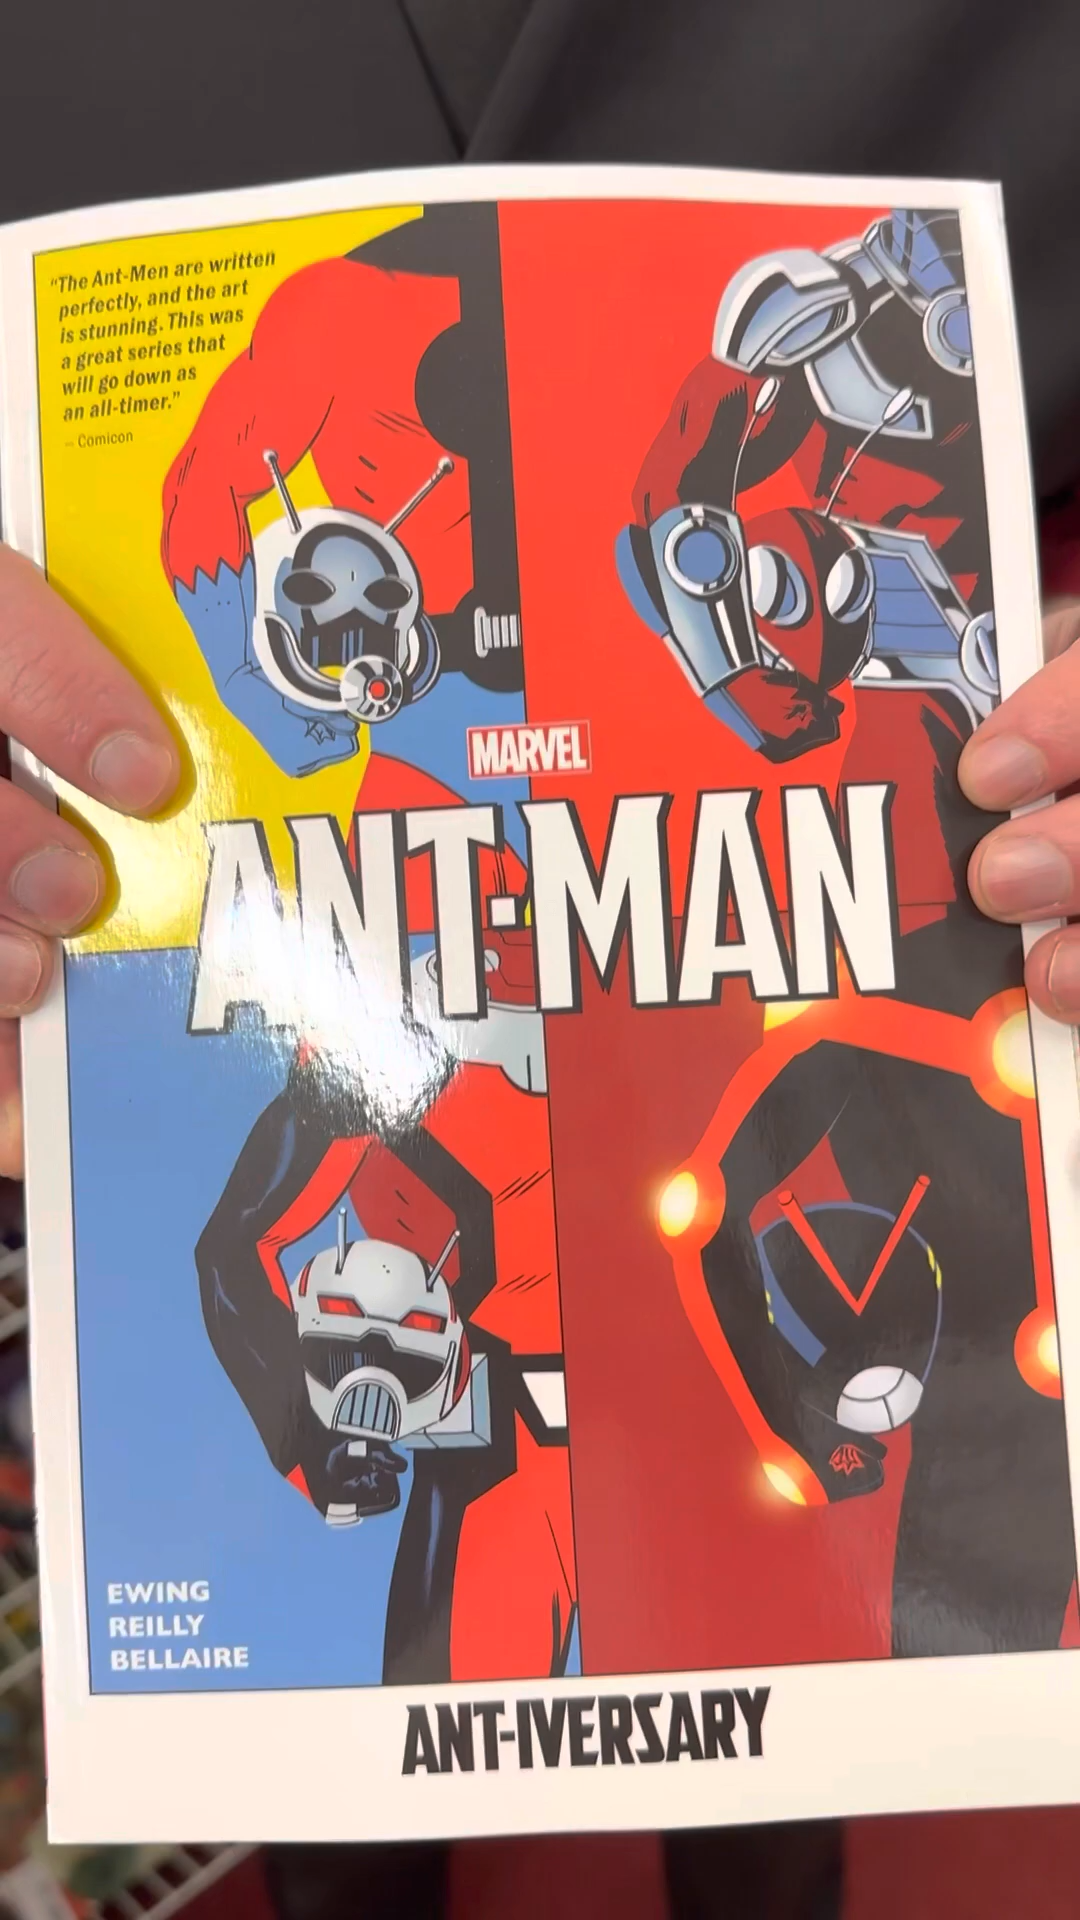 "The Ant-Men are written
perfectly, and the art
is stunning. This was
a great series that
will go down as
an all-timer."
– Comicon
MARVEL
ANT-MAN
EWING
REILLY
BELLAIRE
ANT-IVERSARY